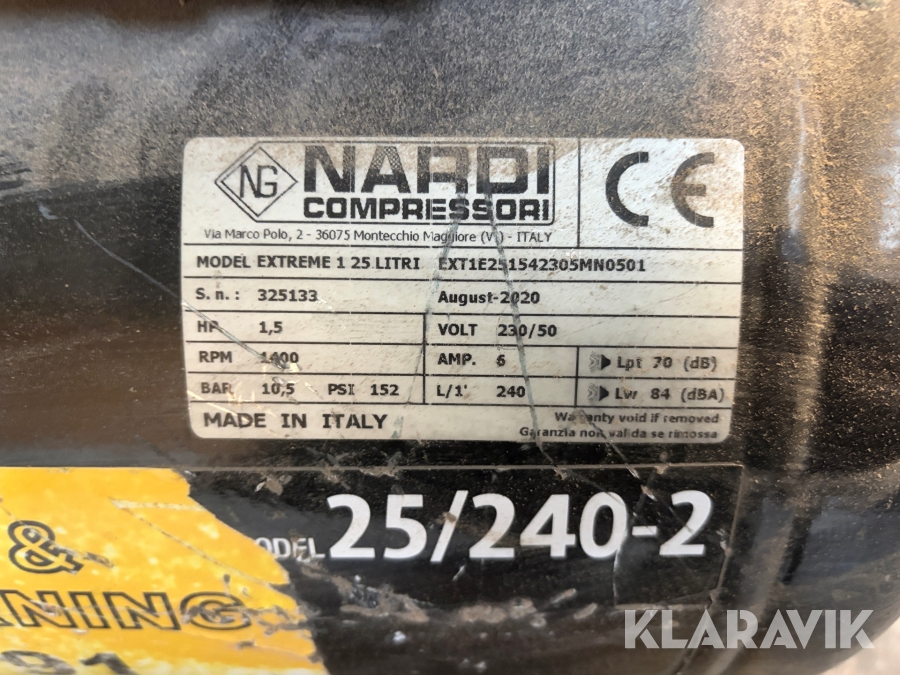 NG NARDI
COMPRESSORI
CE
Via Marco Polo, 2 - 36075 Montecchio Maggiore (VI) - ITALY
MODEL EXTREME 1 25 LITRI EXT1E251542305MN0501
S.n.: 325133 August-2020
HP 1,5 VOLT 230/50
RPM 1400 AMP. 6 Lpt 70 (dB)
BAR 10,5 PSI 152 L/1' 240 Lw 84 (dBA)
MADE IN ITALY
Warranty void if removed
Garanzia non valida se rimossa
25/240-2
&
KLARAVIK